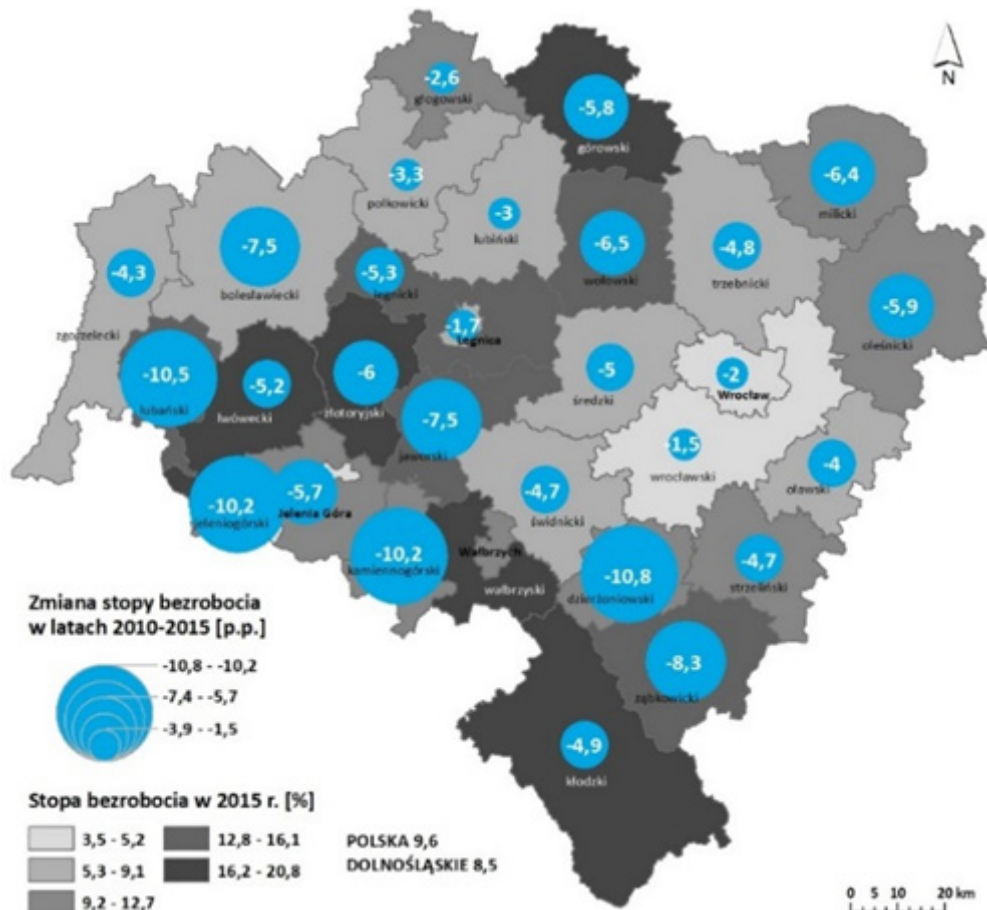 N
-2,6
głogowski
-5,8
górowski
-3,3
polkowicki
-6,4
milicki
-3
lubiński
-7,5
bolesławiecki
-6,5
wołowski
-4,8
trzebnicki
-4,3
zgorzelecki
-5,3
legnicki
-5,9
oleśnicki
-1,7
Legnica
-10,5
lubański
-5,2
lwówecki
-6
złotoryjski
-5
średzki
-2
Wrocław
-7,5
jaworski
-1,5
wrocławski
-4
oławski
-10,2
jeleniogórski
-5,7
Jelenia Góra
-4,7
świdnicki
-10,2
kamiennogórski
Wałbrzych
wałbrzyski
-10,8
dzierżoniowski
-4,7
strzeliński
-8,3
ząbkowicki
-4,9
kłodzki
Zmiana stopy bezrobocia
w latach 2010-2015 [p.p.]
-10,8 - -10,2
-7,4 - -5,7
-3,9 - -1,5
Stopa bezrobocia w 2015 r. [%]
3,5 - 5,2
12,8 - 16,1
5,3 - 9,1
16,2 - 20,8
9,2 - 12,7
POLSKA 9,6
DOLNOŚLĄSKIE 8,5
0 5 10 20 km